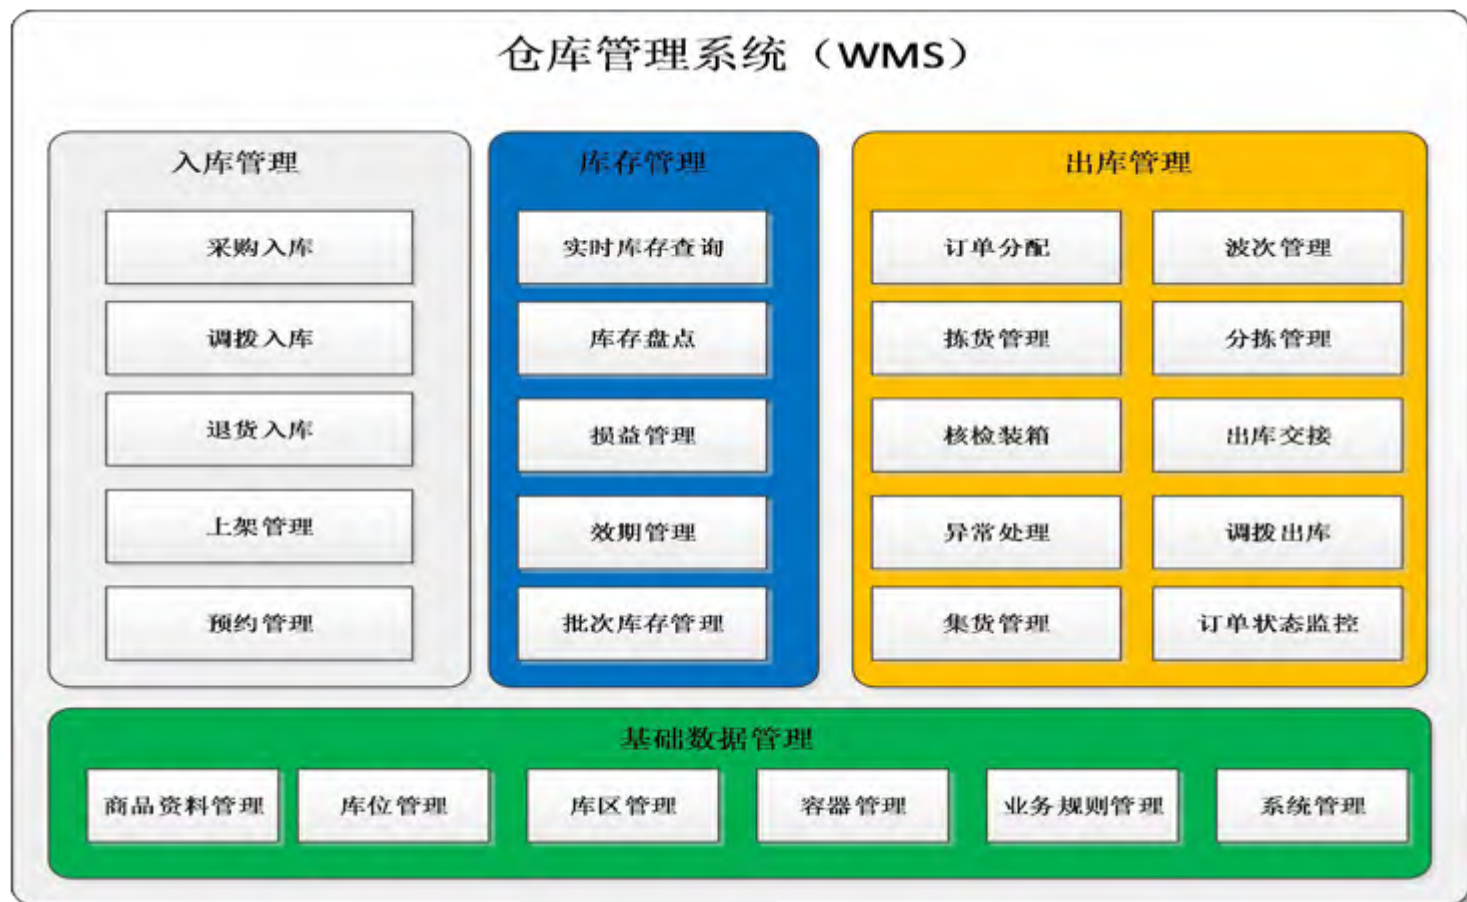 仓库管理系统（WMS）
入库管理
采购入库
调拨入库
退货入库
上架管理
预约管理
库存管理
实时库存查询
库存盘点
损益管理
效期管理
批次库存管理
出库管理
订单分配
波次管理
拣货管理
分拣管理
核检装箱
出库交接
异常处理
调拨出库
集货管理
订单状态监控
基础数据管理
商品资料管理
库位管理
库区管理
容器管理
业务规则管理
系统管理